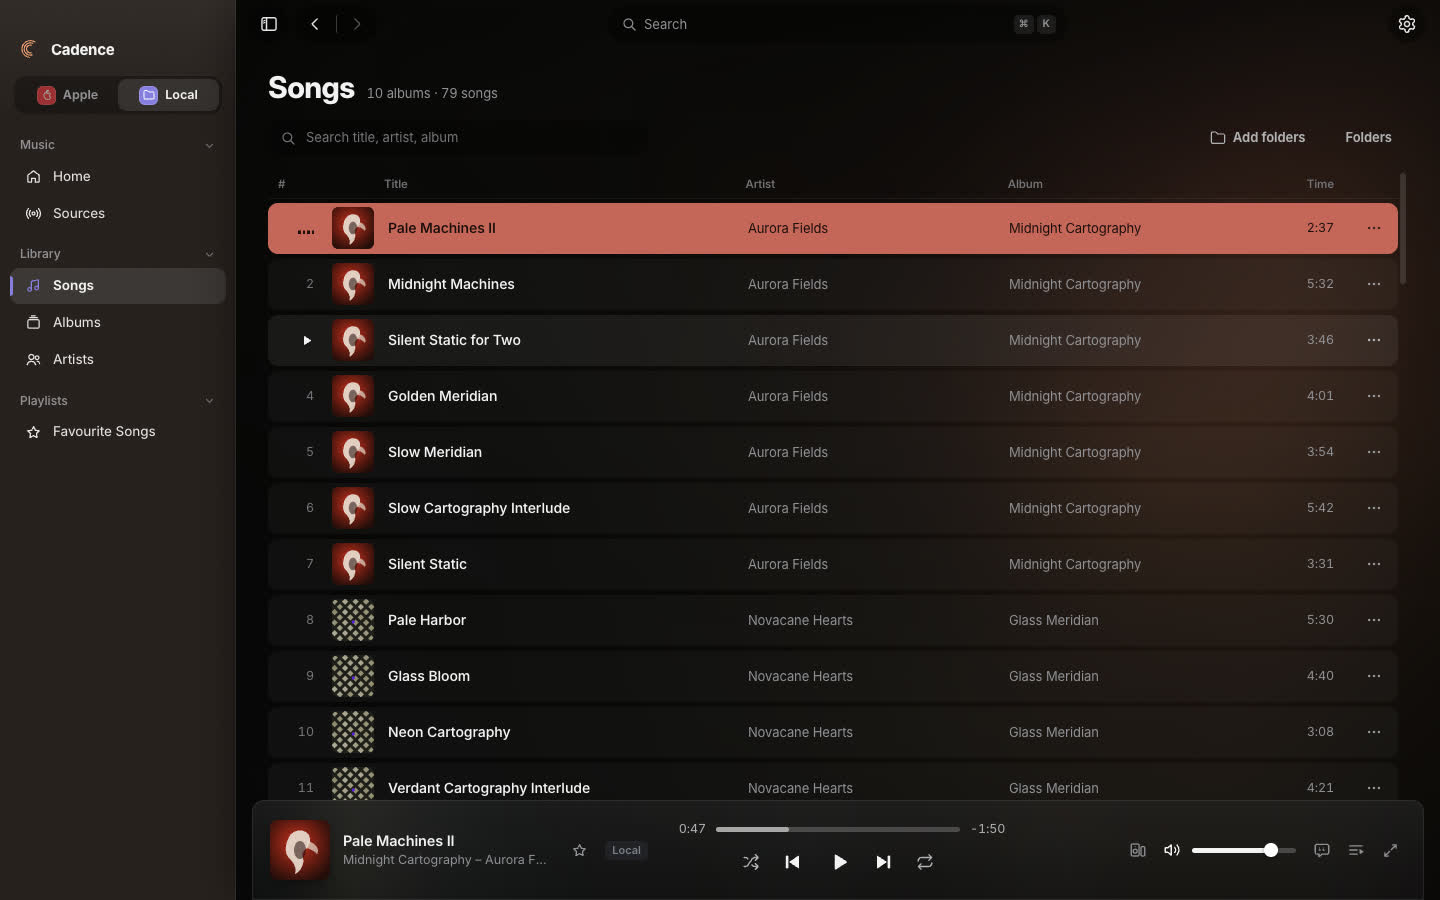 Cadence
Apple
Local
Music
Home
Sources
Library
Songs
Albums
Artists
Playlists
Favourite Songs
Search
⌘ K
Songs 10 albums · 79 songs
Search title, artist, album
Add folders
Folders
# Title Artist Album Time
Pale Machines II Aurora Fields Midnight Cartography 2:37
2 Midnight Machines Aurora Fields Midnight Cartography 5:32
Silent Static for Two Aurora Fields Midnight Cartography 3:46
4 Golden Meridian Aurora Fields Midnight Cartography 4:01
5 Slow Meridian Aurora Fields Midnight Cartography 3:54
6 Slow Cartography Interlude Aurora Fields Midnight Cartography 5:42
7 Silent Static Aurora Fields Midnight Cartography 3:31
8 Pale Harbor Novacane Hearts Glass Meridian 5:30
9 Glass Bloom Novacane Hearts Glass Meridian 4:40
10 Neon Cartography Novacane Hearts Glass Meridian 3:08
11 Verdant Cartography Interlude Novacane Hearts Glass Meridian 4:21
Pale Machines II
Midnight Cartography – Aurora F...
Local
0:47
-1:50